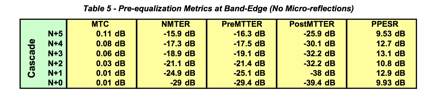 Table 5 - Pre-equalization Metrics at Band-Edge (No Micro-reflections)
MTC NMTER PreMTTER PostMTTER PPESR
Cascade
N+5 0.11 dB -15.9 dB -16.3 dB -25.9 dB 9.53 dB
N+4 0.08 dB -17.3 dB -17.5 dB -30.1 dB 12.7 dB
N+3 0.06 dB -18.9 dB -19.1 dB -32.2 dB 13.1 dB
N+2 0.03 dB -21.1 dB -21.4 dB -32.2 dB 10.8 dB
N+1 0.01 dB -24.9 dB -25.1 dB -38 dB 12.9 dB
N+0 0.01 dB -29 dB -29.4 dB -39.4 dB 9.93 dB